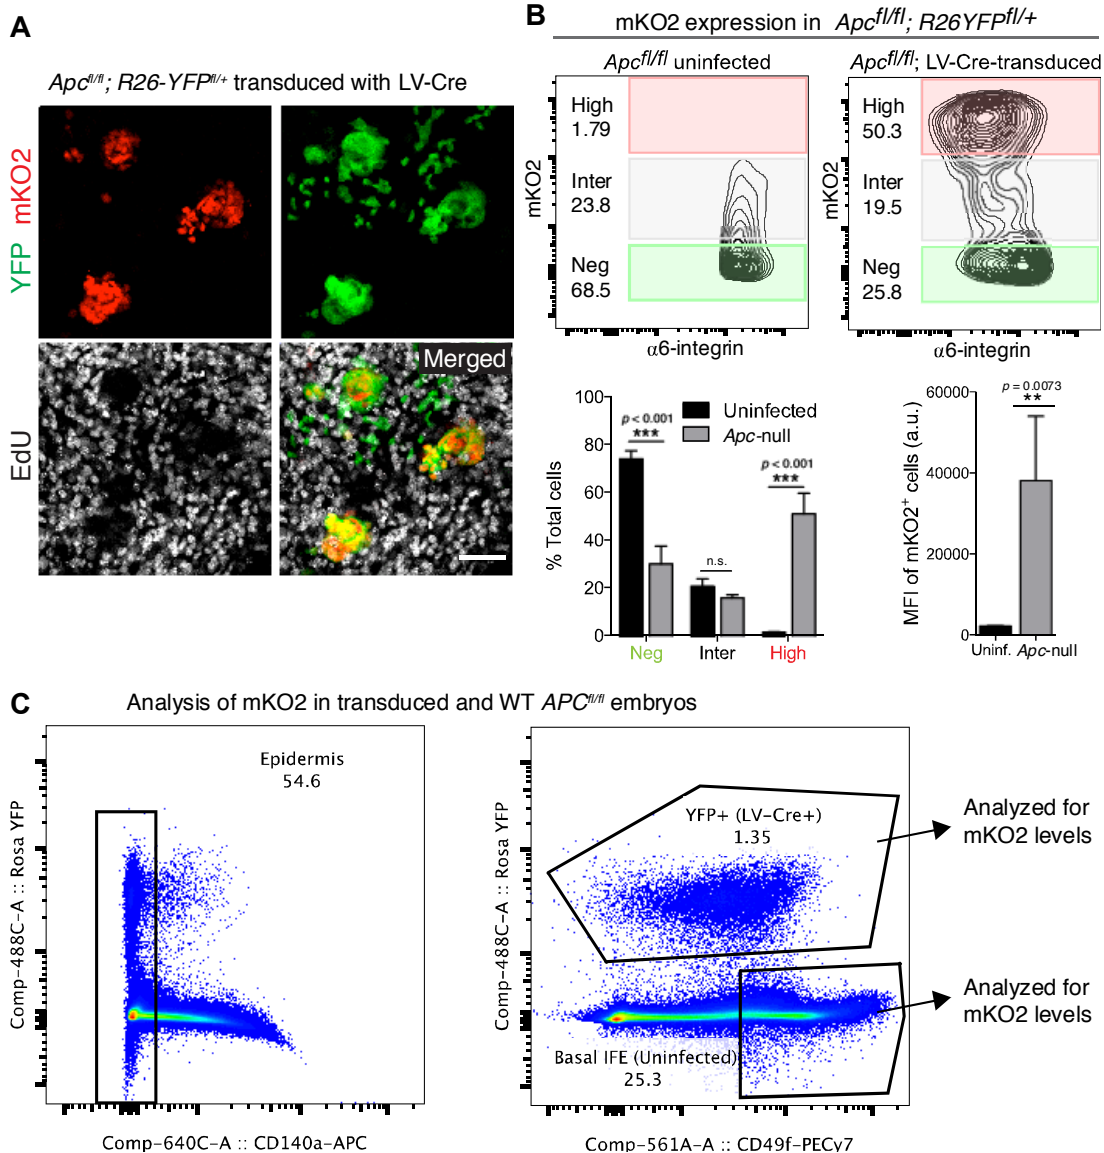 A
Apcfl/fl; R26-YFPfl/+ transduced with LV-Cre
YFP mKO2
EdU
Merged
B
mKO2 expression in Apcfl/fl; R26YFPfl/+
Apcfl/fl uninfected
High
1.79
Inter
23.8
Neg
68.5
mKO2
α6-integrin
Apcfl/fl; LV-Cre-transduced
High
50.3
Inter
19.5
Neg
25.8
mKO2
α6-integrin
% Total cells
100
80
60
40
20
0
p < 0.001
***
n.s.
p < 0.001
***
Uninfected
Apc-null
Neg
Inter
High
MFI of mKO2+ cells (a.u.)
60000
40000
20000
0
p = 0.0073
**
Uninf. Apc-null
C
Analysis of mKO2 in transduced and WT APCfl/fl embryos
Comp-488C-A :: Rosa YFP
Epidermis
54.6
Comp-640C-A :: CD140a-APC
Comp-488C-A :: Rosa YFP
YFP+ (LV-Cre+)
1.35
Basal IFE (Uninfected)
25.3
Comp-561A-A :: CD49f-PECy7
Analyzed for
mKO2 levels
Analyzed for
mKO2 levels